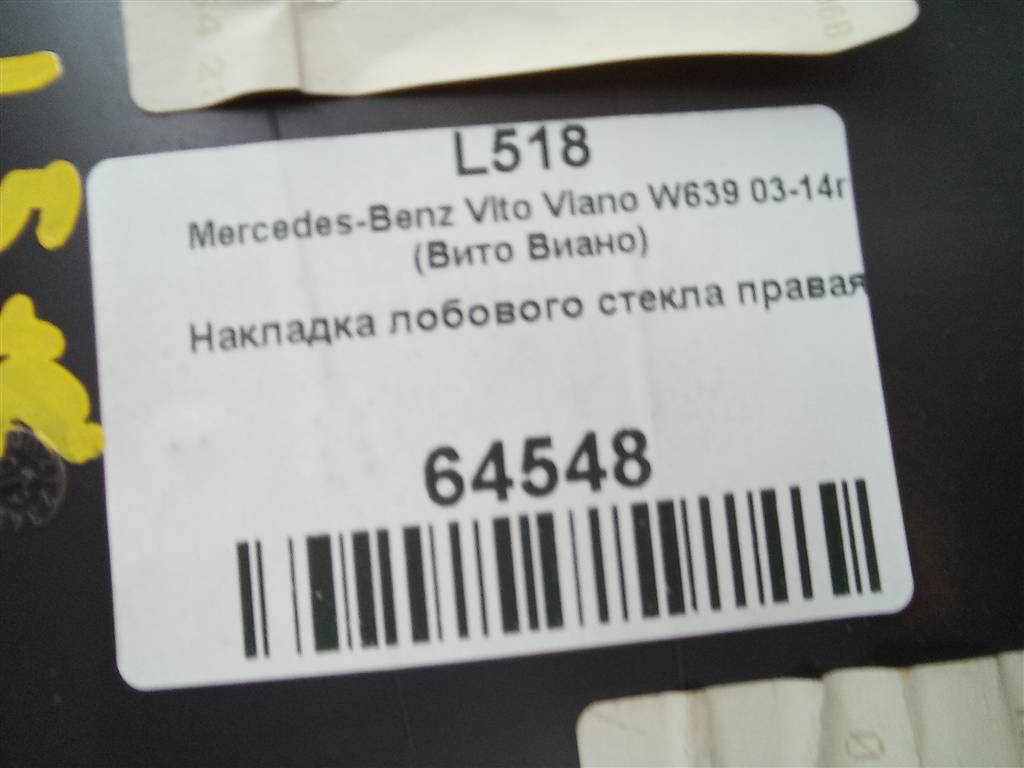 L518
Mercedes-Benz VIto VIano W639 03-14г
(Вито Виано)
Накладка лобового стекла правая
64548